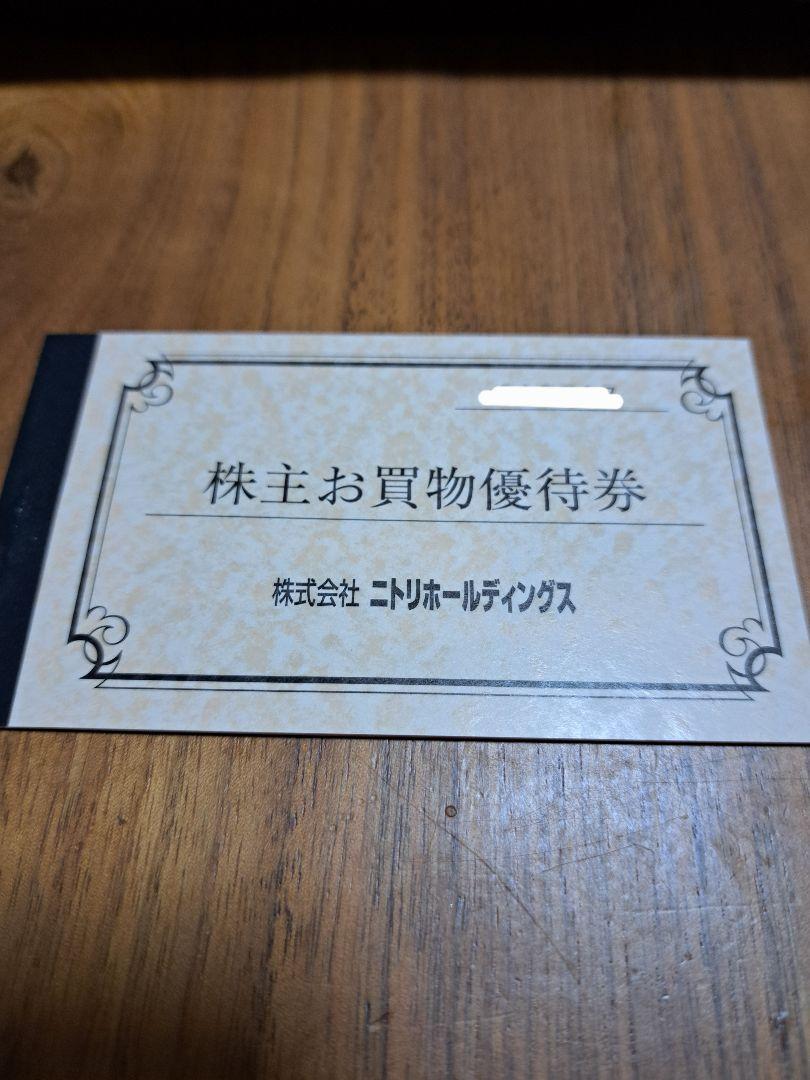 株主お買物優待券
株式会社 ニトリホールディングス